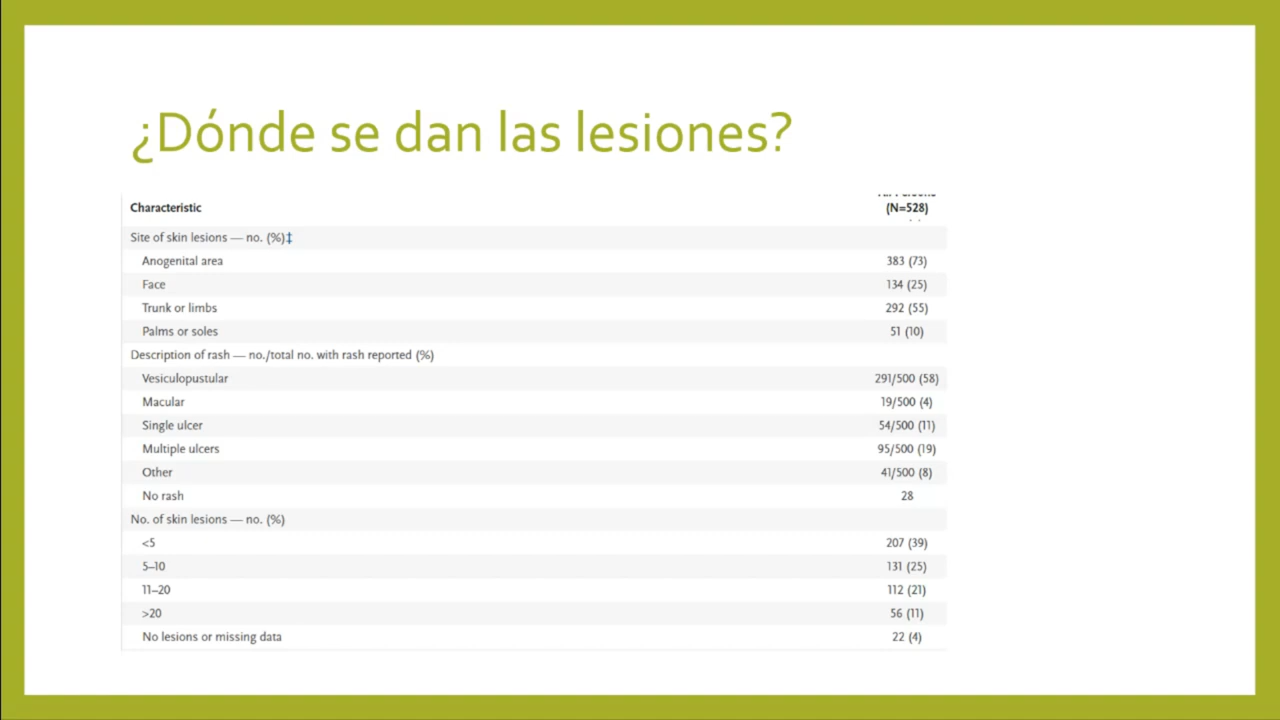 ¿Dónde se dan las lesiones?
Characteristic (N=528)
Site of skin lesions — no. (%)‡
Anogenital area 383 (73)
Face 134 (25)
Trunk or limbs 292 (55)
Palms or soles 51 (10)
Description of rash — no./total no. with rash reported (%)
Vesiculopustular 291/500 (58)
Macular 19/500 (4)
Single ulcer 54/500 (11)
Multiple ulcers 95/500 (19)
Other 41/500 (8)
No rash 28
No. of skin lesions — no. (%)
<5 207 (39)
5–10 131 (25)
11–20 112 (21)
>20 56 (11)
No lesions or missing data 22 (4)